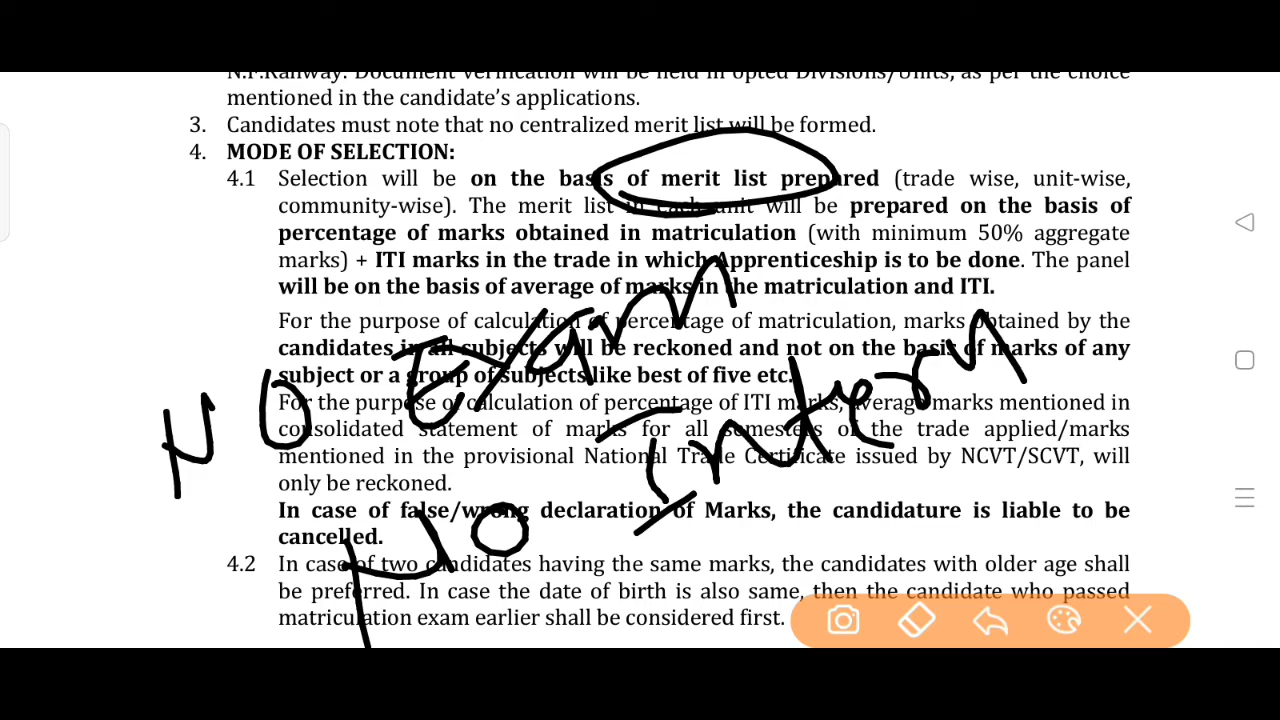 N.F.Railway. Document verification will be held in opted Divisions/Units, as per the choice
mentioned in the candidate's applications.
3. Candidates must note that no centralized merit list will be formed.
4. MODE OF SELECTION:
4.1 Selection will be on the basis of merit list prepared (trade wise, unit-wise,
community-wise). The merit list in each unit will be prepared on the basis of
percentage of marks obtained in matriculation (with minimum 50% aggregate
marks) + ITI marks in the trade in which Apprenticeship is to be done. The panel
will be on the basis of average of marks in the matriculation and ITI.
For the purpose of calculation of percentage of matriculation, marks obtained by the
candidates in all subjects will be reckoned and not on the basis of marks of any
subject or a group of subjects like best of five etc.
For the purpose of calculation of percentage of ITI marks, average marks mentioned in
consolidated statement of marks for all semesters of the trade applied/marks
mentioned in the provisional National Trade Certificate issued by NCVT/SCVT, will
only be reckoned.
In case of false/wrong declaration of Marks, the candidature is liable to be
cancelled.
4.2 In case of two candidates having the same marks, the candidates with older age shall
be preferred. In case the date of birth is also same, then the candidate who passed
matriculation exam earlier shall be considered first.
NO Exam
NO Interv